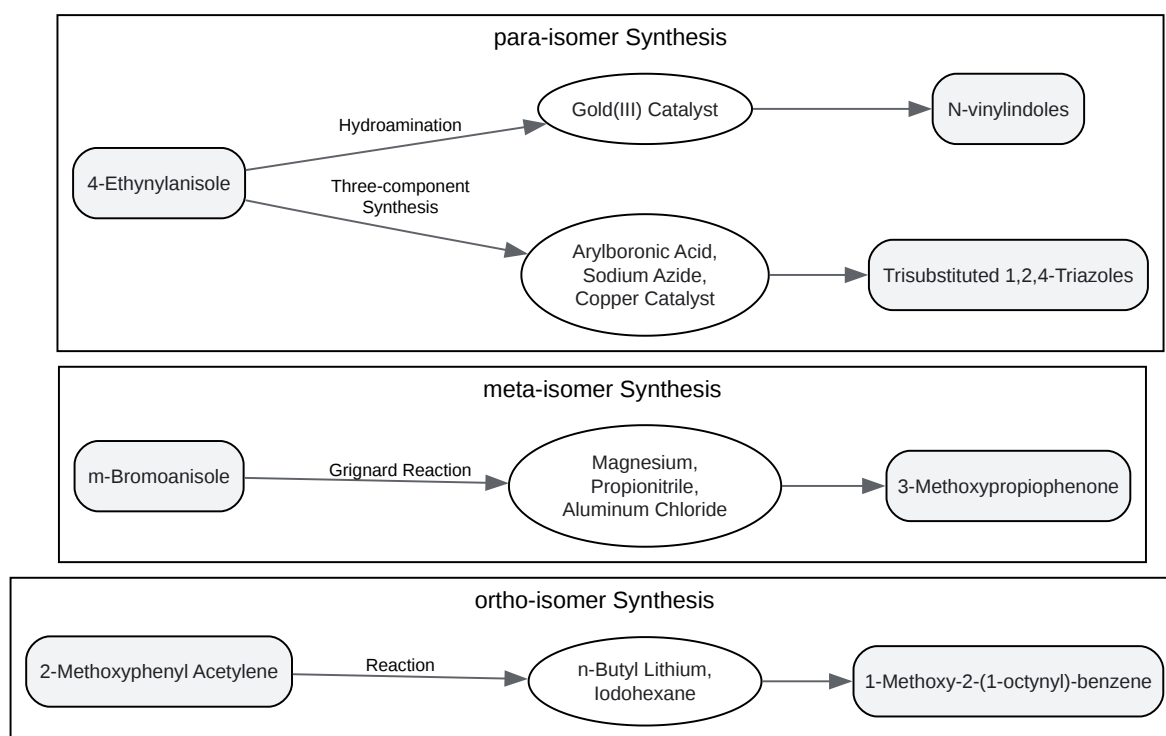 para-isomer Synthesis
4-Ethynylanisole
Hydroamination
Gold(III) Catalyst
N-vinylindoles
Three-component
Synthesis
Arylboronic Acid,
Sodium Azide,
Copper Catalyst
Trisubstituted 1,2,4-Triazoles
meta-isomer Synthesis
m-Bromoanisole
Grignard Reaction
Magnesium,
Propionitrile,
Aluminum Chloride
3-Methoxypropiophenone
ortho-isomer Synthesis
2-Methoxyphenyl Acetylene
Reaction
n-Butyl Lithium,
Iodohexane
1-Methoxy-2-(1-octynyl)-benzene